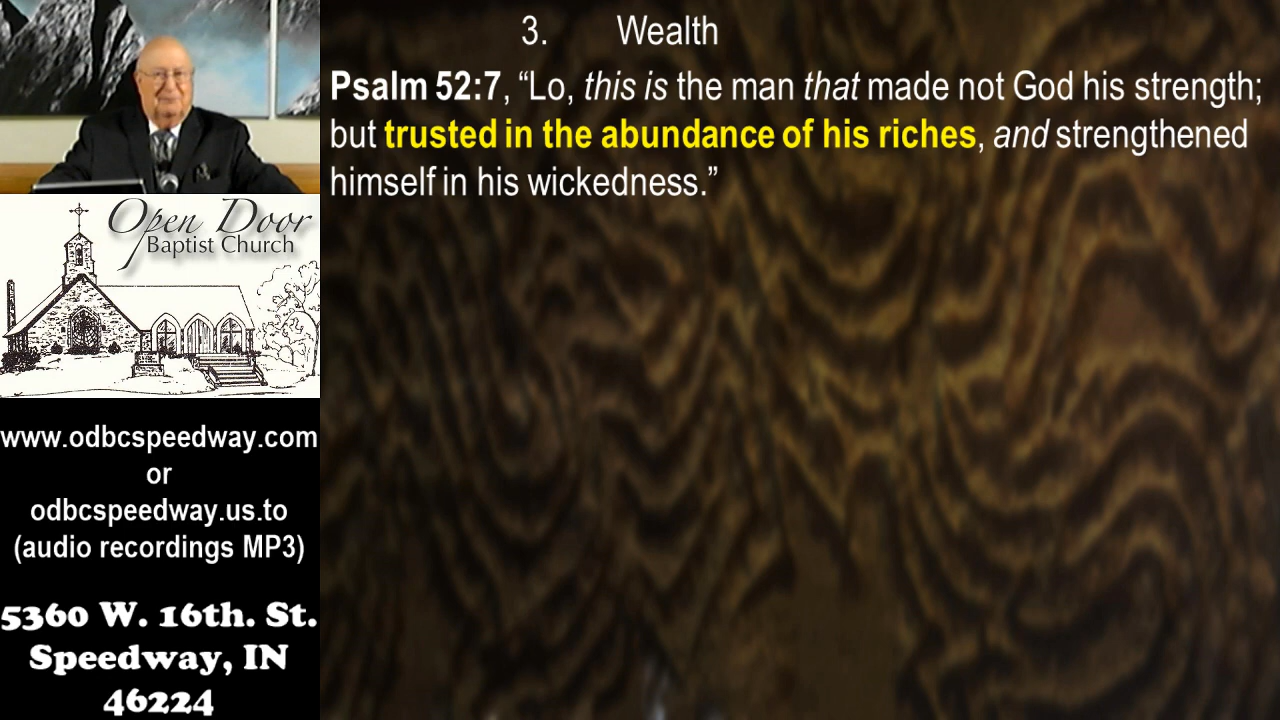 3. Wealth
Psalm 52:7, “Lo, this is the man that made not God his strength;
but trusted in the abundance of his riches, and strengthened
himself in his wickedness.”
Open Door
Baptist Church
www.odbcspeedway.com
or
odbcspeedway.us.to
(audio recordings MP3)
5360 W. 16th. St.
Speedway, IN
46224